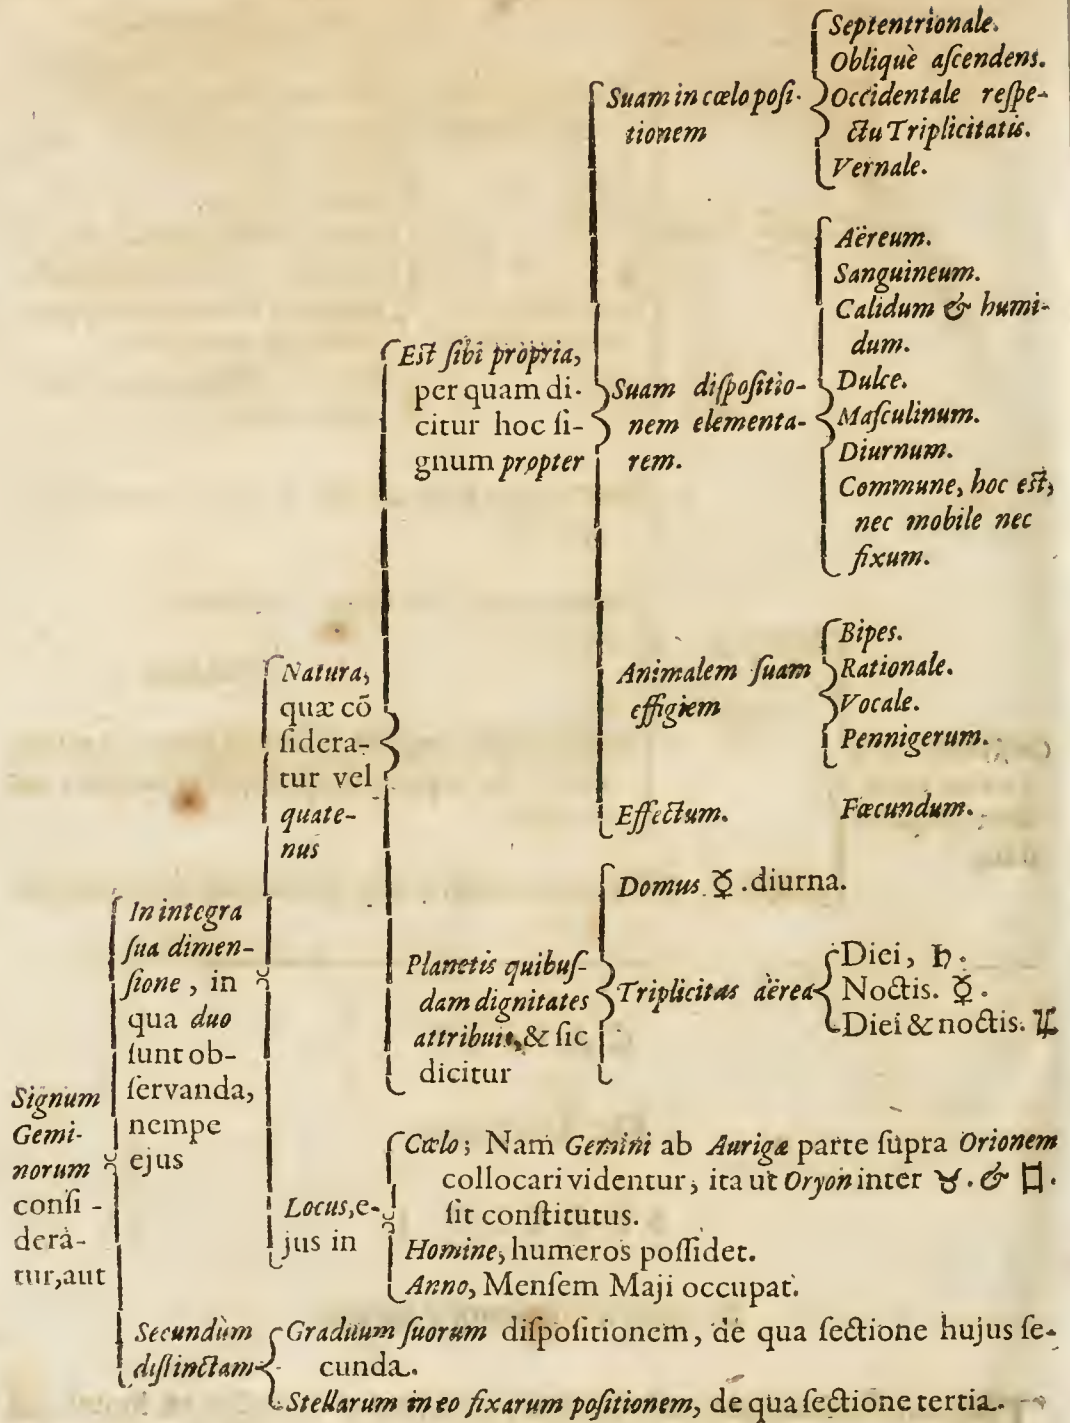 Signum
Gemi-
norum
consi-
derá-
tur, aut
In integra
sua dimen-
sione, in
qua duo
sunt ob-
servanda,
nempe
ejus
Natura,
quæ cõ
sidera-
tur vel
quate-
nus
Est sibi propria,
per quam di-
citur hoc si-
gnum propter
Suam in cœlo posi-
tionem
Septentrionale.
Obliquè ascendens.
Occidentale respe-
ctu Triplicitatis.
Vernale.
Suam dispositio-
nem elementa-
rem.
Aëreum.
Sanguineum.
Calidum & humi-
dum.
Dulce.
Masculinum.
Diurnum.
Commune, hoc est,
nec mobile nec
fixum.
Animalem suam
effigiem
Bipes.
Rationale.
Vocale.
Pennigerum.
Effectum.
Fœcundum.
Planetis quibus-
dam dignitates
attribuit, & sic
dicitur
Domus ☿. diurna.
Triplicitas aërea
Diei, ♄.
Noctis. ☿.
Diei & noctis. ♃
Locus, e-
jus in
Cœlo; Nam Gemini ab Aurigæ parte supra Orionem
collocari videntur, ita ut Oryon inter ♉. & ♊.
sit constitutus.
Homine, humeros possidet.
Anno, Mensem Maji occupat.
Secundùm
distinctam
Graduum suorum dispositionem, de qua sectione hujus se-
cunda.
Stellarum in eo fixarum positionem, de qua sectione tertia.